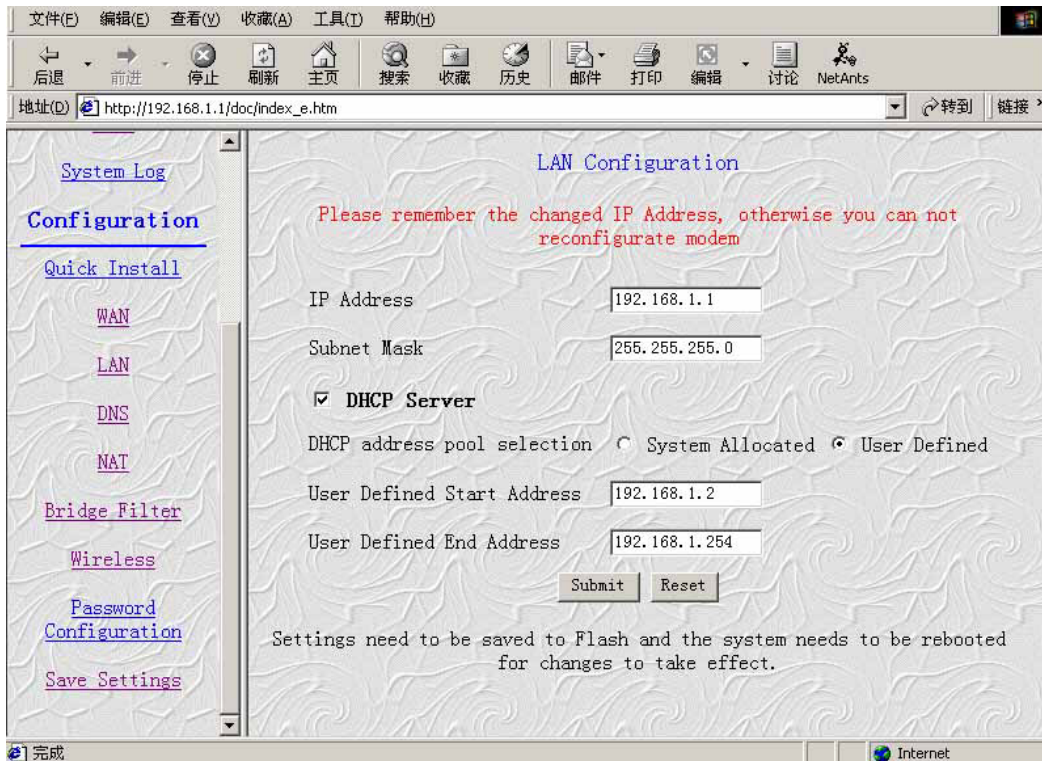 文件(F) 编辑(E) 查看(V) 收藏(A) 工具(T) 帮助(H)
后退 前进 停止 刷新 主页 搜索 收藏 历史 邮件 打印 编辑 讨论 NetAnts
地址(D) http://192.168.1.1/doc/index_e.htm 转到 链接 »
System Log
Configuration
Quick Install
WAN
LAN
DNS
NAT
Bridge Filter
Wireless
Password
Configuration
Save Settings
LAN Configuration
Please remember the changed IP Address, otherwise you can not
reconfigurate modem
IP Address 192.168.1.1
Subnet Mask 255.255.255.0
DHCP Server
DHCP address pool selection System Allocated User Defined
User Defined Start Address 192.168.1.2
User Defined End Address 192.168.1.254
Submit Reset
Settings need to be saved to Flash and the system needs to be rebooted
for changes to take effect.
完成 Internet